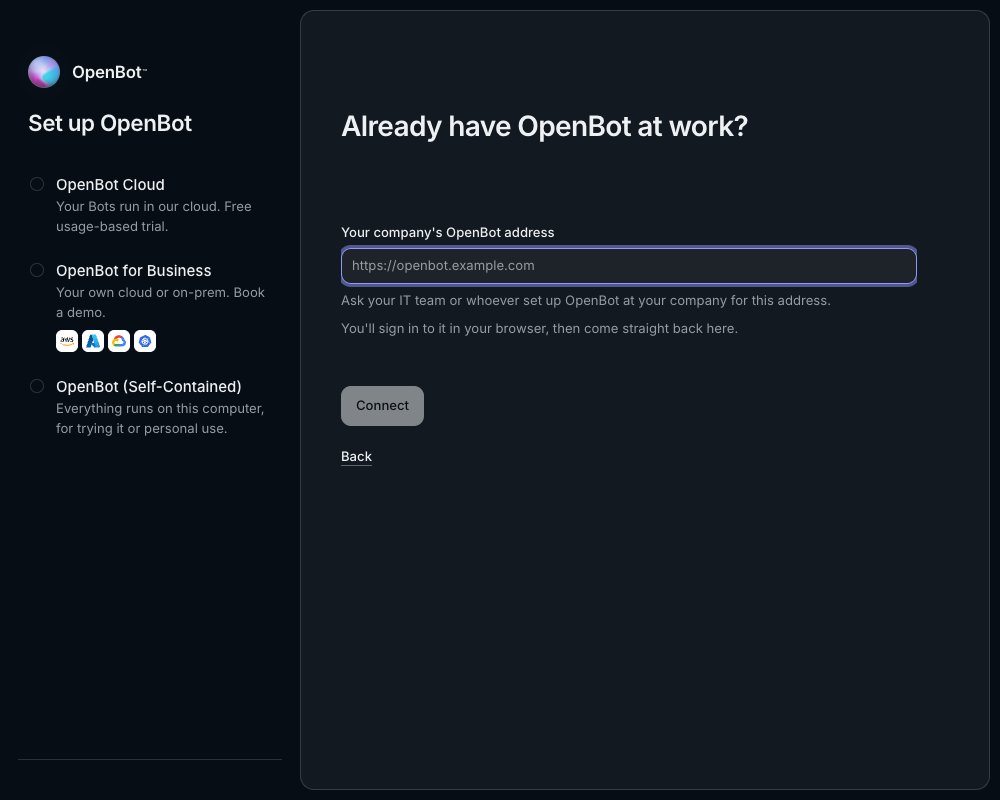 OpenBot™
Set up OpenBot
OpenBot Cloud
Your Bots run in our cloud. Free
usage-based trial.
OpenBot for Business
Your own cloud or on-prem. Book
a demo.
aws
OpenBot (Self-Contained)
Everything runs on this computer,
for trying it or personal use.
Already have OpenBot at work?
Your company's OpenBot address
https://openbot.example.com
Ask your IT team or whoever set up OpenBot at your company for this address.
You'll sign in to it in your browser, then come straight back here.
Connect
Back